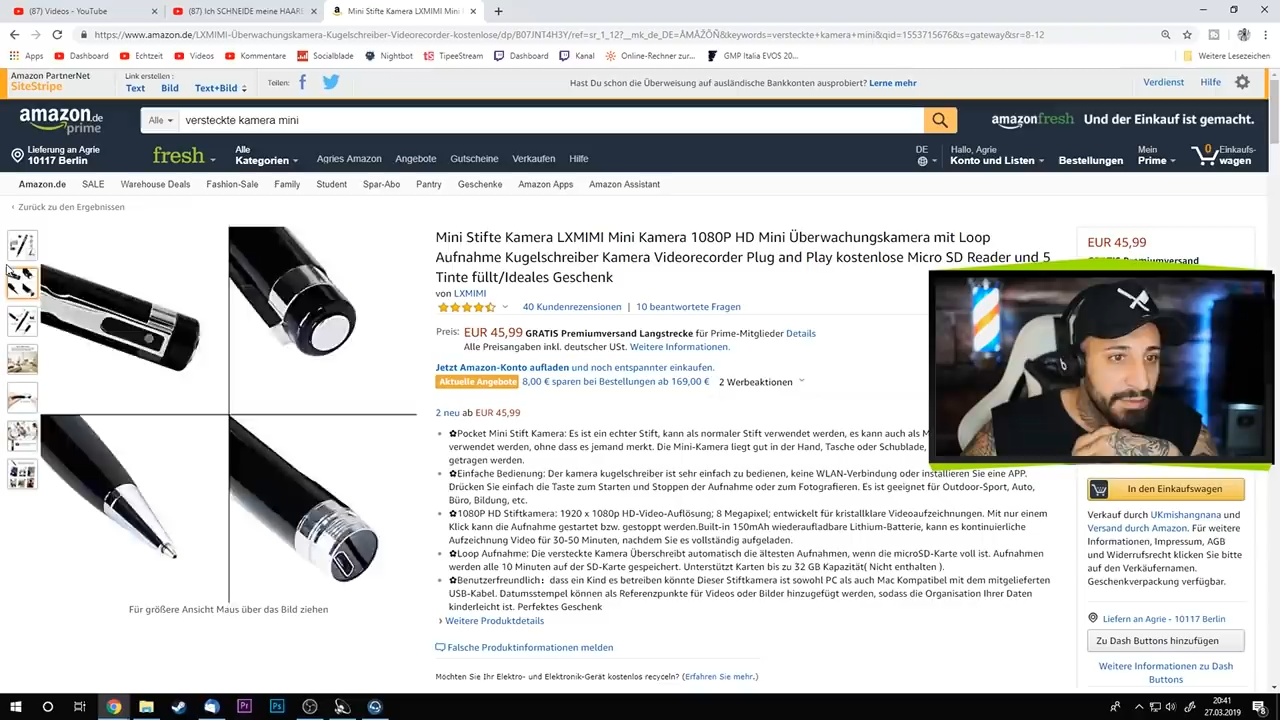 (87) Videos - YouTube
(87) Ich SCHNEIDE meine HAARE
Mini Stifte Kamera LXMIMI Mini K
https://www.amazon.de/LXMIMI-Überwachungskamera-Kugelschreiber-Videorecorder-kostenlose/dp/B07JNT4H3Y/ref=sr_1_12?__mk_de_DE=ÅMÅŽÕÑ&keywords=versteckte+kamera+mini&qid=1553715676&s=gateway&sr=8-12
Apps Dashboard Echtzeit Videos Kommentare Socialblade Nightbot TipeeStream Dashboard Kanal Online-Rechner zur... GMP Italia EVOS 20... Weitere Lesezeichen
Amazon PartnerNet
SiteStripe
Link erstellen :
Text Bild Text+Bild
Teilen:
Hast Du schon die Überweisung auf ausländische Bankkonten ausprobiert? Lerne mehr
Verdienst Hilfe
amazon.de
prime
Alle versteckte kamera mini
amazonfresh Und der Einkauf ist gemacht.
Lieferung an Agrie
10117 Berlin
fresh
Alle
Kategorien
Agries Amazon Angebote Gutscheine Verkaufen Hilfe
DE
Hallo, Agrie
Konto und Listen
Bestellungen
Mein
Prime
0
Einkaufs-
wagen
Amazon.de SALE Warehouse Deals Fashion-Sale Family Student Spar-Abo Pantry Geschenke Amazon Apps Amazon Assistant
‹ Zurück zu den Ergebnissen
Mini Stifte Kamera LXMIMI Mini Kamera 1080P HD Mini Überwachungskamera mit Loop
Aufnahme Kugelschreiber Kamera Videorecorder Plug and Play kostenlose Micro SD Reader und 5
Tinte füllt/Ideales Geschenk
von LXMIMI
40 Kundenrezensionen | 10 beantwortete Fragen
Preis: EUR 45,99 GRATIS Premiumversand Langstrecke für Prime-Mitglieder Details
Alle Preisangaben inkl. deutscher USt. Weitere Informationen.
Jetzt Amazon-Konto aufladen und noch entspannter einkaufen.
Aktuelle Angebote 8,00 € sparen bei Bestellungen ab 169,00 € 2 Werbeaktionen
2 neu ab EUR 45,99
✿Pocket Mini Stift Kamera: Es ist ein echter Stift, kann als normaler Stift verwendet werden, es kann auch als M
verwendet werden, ohne dass es jemand merkt. Die Mini-Kamera liegt gut in der Hand, Tasche oder Schublade,
getragen werden.
✿Einfache Bedienung: Der kamera kugelschreiber ist sehr einfach zu bedienen, keine WLAN-Verbindung oder installieren Sie eine APP.
Drücken Sie einfach die Taste zum Starten und Stoppen der Aufnahme oder zum Fotografieren. Es ist geeignet für Outdoor-Sport, Auto,
Büro, Bildung, etc.
✿1080P HD Stiftkamera: 1920 x 1080p HD-Video-Auflösung; 8 Megapixel; entwickelt für kristallklare Videoaufzeichnungen. Mit nur einem
Klick kann die Aufnahme gestartet bzw. gestoppt werden.Built-in 150mAh wiederaufladbare Lithium-Batterie, kann es kontinuierliche
Aufzeichnung Video für 30-50 Minuten, nachdem Sie es vollständig aufgeladen.
✿Loop Aufnahme: Die versteckte Kamera Überschreibt automatisch die ältesten Aufnahmen, wenn die microSD-Karte voll ist. Aufnahmen
werden alle 10 Minuten auf der SD-Karte gespeichert. Unterstützt Karten bis zu 32 GB Kapazität( Nicht enthalten ).
✿Benutzerfreundlich：dass ein Kind es betreiben könnte Dieser Stiftkamera ist sowohl PC als auch Mac Kompatibel mit dem mitgelieferten
USB-Kabel. Datumsstempel können als Referenzpunkte für Videos oder Bilder hinzugefügt werden, sodass die Organisation Ihrer Daten
kinderleicht ist. Perfektes Geschenk
› Weitere Produktdetails
Für größere Ansicht Maus über das Bild ziehen
Falsche Produktinformationen melden
Möchten Sie Ihr Elektro- und Elektronik-Gerät kostenlos recyceln? (Erfahren Sie mehr.)
EUR 45,99
GRATIS Premiumversand
In den Einkaufswagen
Verkauf durch UKmishangnana und
Versand durch Amazon. Für weitere
Informationen, Impressum, AGB
und Widerrufsrecht klicken Sie bitte
auf den Verkäufernamen.
Geschenkverpackung verfügbar.
Liefern an Agrie - 10117 Berlin
Zu Dash Buttons hinzufügen
Weitere Informationen zu Dash
Buttons
20:41
27.03.2019